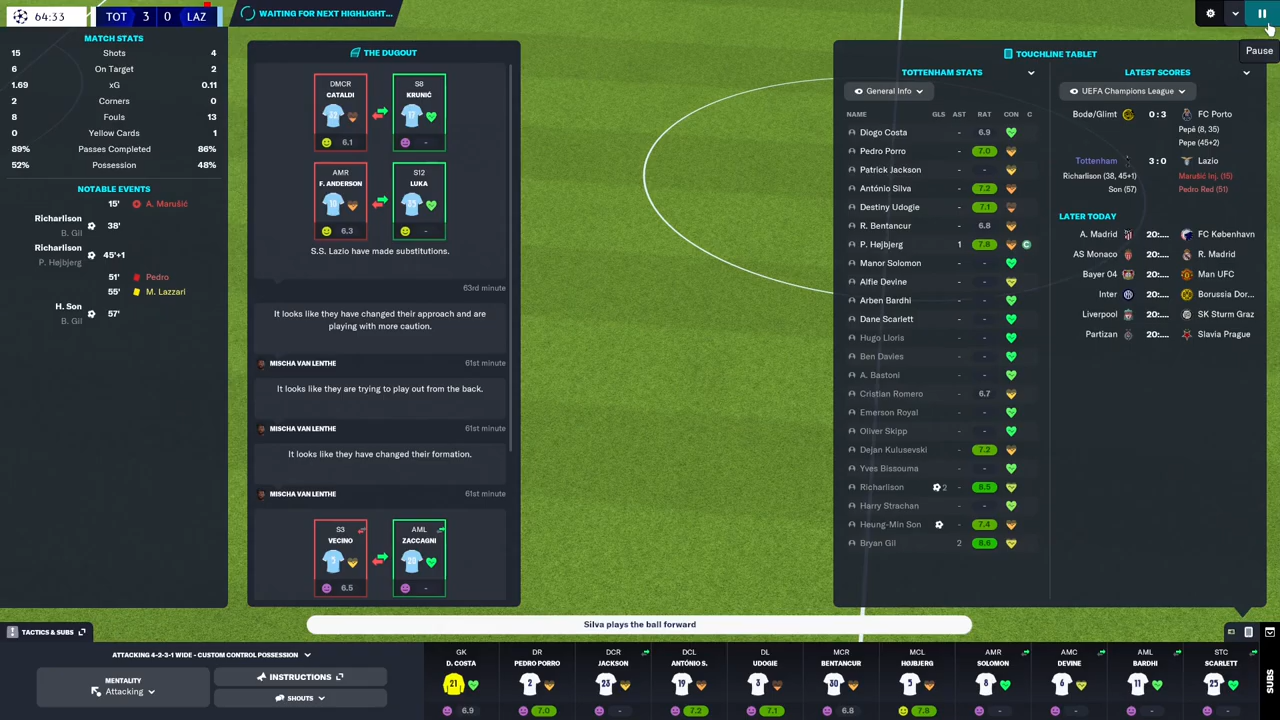 64:33
TOT 3 0 LAZ
WAITING FOR NEXT HIGHLIGHT...
Pause
MATCH STATS
15 Shots 4
6 On Target 2
1.69 xG 0.11
2 Corners 0
8 Fouls 13
0 Yellow Cards 1
89% Passes Completed 86%
52% Possession 48%
NOTABLE EVENTS
15' A. Marušić
Richarlison
B. Gil
38'
Richarlison
P. Højbjerg
45'+1
51' Pedro
55' M. Lazzari
H. Son
B. Gil
57'
THE DUGOUT
DMCR S8
CATALDI KRUNIĆ
32 17
6.1 -
AMR S12
F. ANDERSON LUKA
6.3 -
S.S. Lazio have made substitutions.
63rd minute
It looks like they have changed their approach and are
playing with more caution.
MISCHA VAN LENTHE 61st minute
It looks like they are trying to play out from the back.
MISCHA VAN LENTHE 61st minute
It looks like they have changed their formation.
MISCHA VAN LENTHE 61st minute
S3 AML
VECINO ZACCAGNI
5 20
6.5 -
TOUCHLINE TABLET
TOTTENHAM STATS
General Info
NAME GLS AST RAT CON C
Diogo Costa - - 6.9
Pedro Porro - - 7.0
Patrick Jackson - - -
António Silva - - 7.2
Destiny Udogie - - 7.1
R. Bentancur - - 6.8
P. Højbjerg - 1 7.8 C
Manor Solomon - - -
Alfie Devine - - -
Arben Bardhi - - -
Dane Scarlett - - -
Hugo Lloris - - -
Ben Davies - - -
A. Bastoni - - -
Cristian Romero - - 6.7
Emerson Royal - - -
Oliver Skipp - - -
Dejan Kulusevski - - 7.2
Yves Bissouma - - -
Richarlison 2 - 8.5
Harry Strachan - - -
Heung-Min Son - 7.4
Bryan Gil - 2 8.6
LATEST SCORES
UEFA Champions League
Bodø/Glimt 0 : 3 FC Porto
Pepê (8, 35)
Pepe (45+2)
Tottenham 3 : 0 Lazio
Richarlison (38, 45+1) Marušić Inj. (15)
Son (57) Pedro Red (51)
LATER TODAY
A. Madrid 20:... FC København
AS Monaco 20:... R. Madrid
Bayer 04 20:... Man UFC
Inter 20:... Borussia Dor...
Liverpool 20:... SK Sturm Graz
Partizan 20:... Slavia Prague
Silva plays the ball forward
TACTICS & SUBS
ATTACKING 4-2-3-1 WIDE - CUSTOM CONTROL POSSESSION
MENTALITY
Attacking
INSTRUCTIONS
SHOUTS
GK DR DCR DCL DL MCR MCL AMR AMC AML STC
D. COSTA PEDRO PORRO JACKSON ANTÓNIO S. UDOGIE BENTANCUR HØJBJERG SOLOMON DEVINE BARDHI SCARLETT
21 2 23 19 3 30 5 8 6 11 25
6.9 7.0 - 7.2 7.1 6.8 7.8 - - - -
SUBS